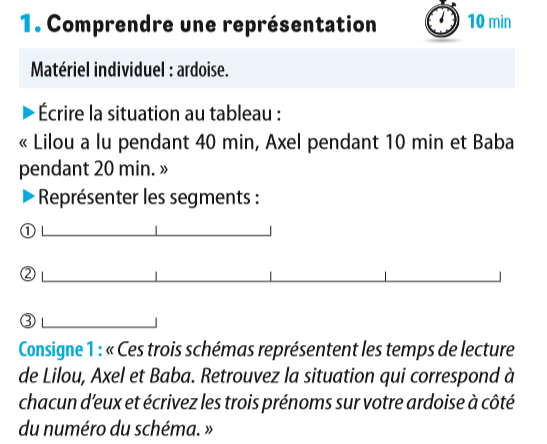 1. Comprendre une représentation
10 min
Matériel individuel : ardoise.
▶ Écrire la situation au tableau :
« Lilou a lu pendant 40 min, Axel pendant 10 min et Baba
pendant 20 min. »
▶ Représenter les segments :
①
②
③
Consigne 1 : « Ces trois schémas représentent les temps de lecture
de Lilou, Axel et Baba. Retrouvez la situation qui correspond à
chacun d’eux et écrivez les trois prénoms sur votre ardoise à côté
du numéro du schéma. »